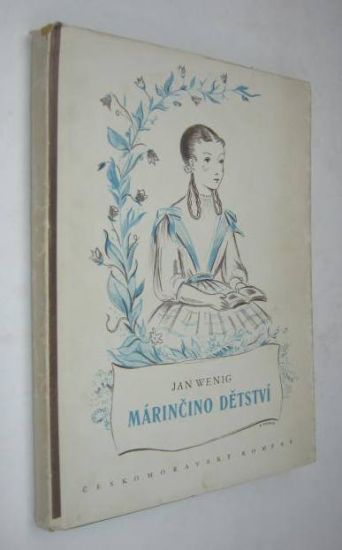 JAN WENIG
MÁRINČINO DĚTSTVÍ
ČESKOMORAVSKÝ KOMPAS